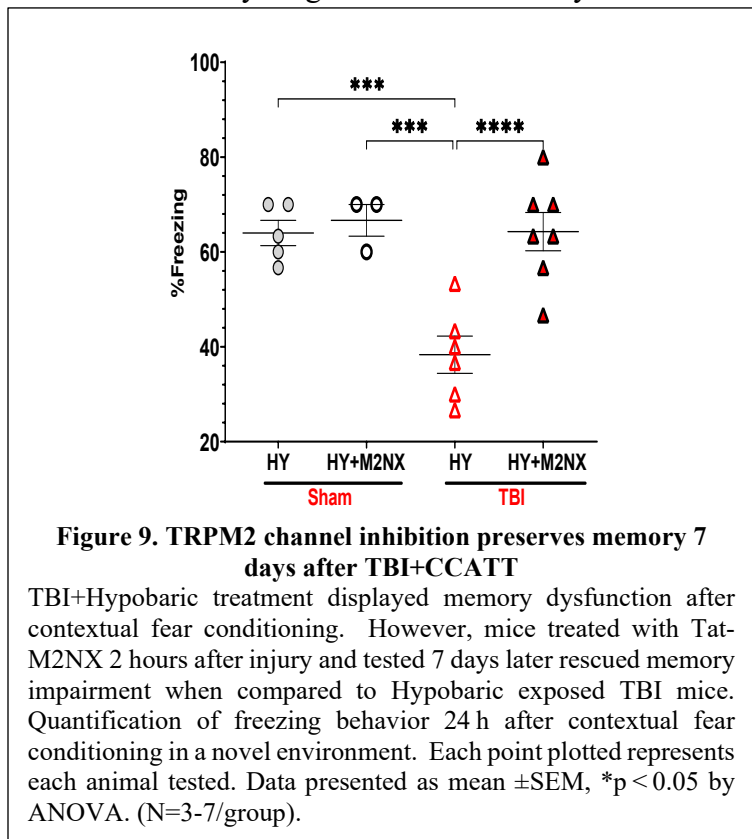 100
80
60
40
20
%Freezing
***
*** ****
HY HY+M2NX HY HY+M2NX
Sham TBI
Figure 9. TRPM2 channel inhibition preserves memory 7
days after TBI+CCATT
TBI+Hypobaric treatment displayed memory dysfunction after
contextual fear conditioning. However, mice treated with Tat-
M2NX 2 hours after injury and tested 7 days later rescued memory
impairment when compared to Hypobaric exposed TBI mice.
Quantification of freezing behavior 24 h after contextual fear
conditioning in a novel environment. Each point plotted represents
each animal tested. Data presented as mean ±SEM, *p < 0.05 by
ANOVA. (N=3-7/group).